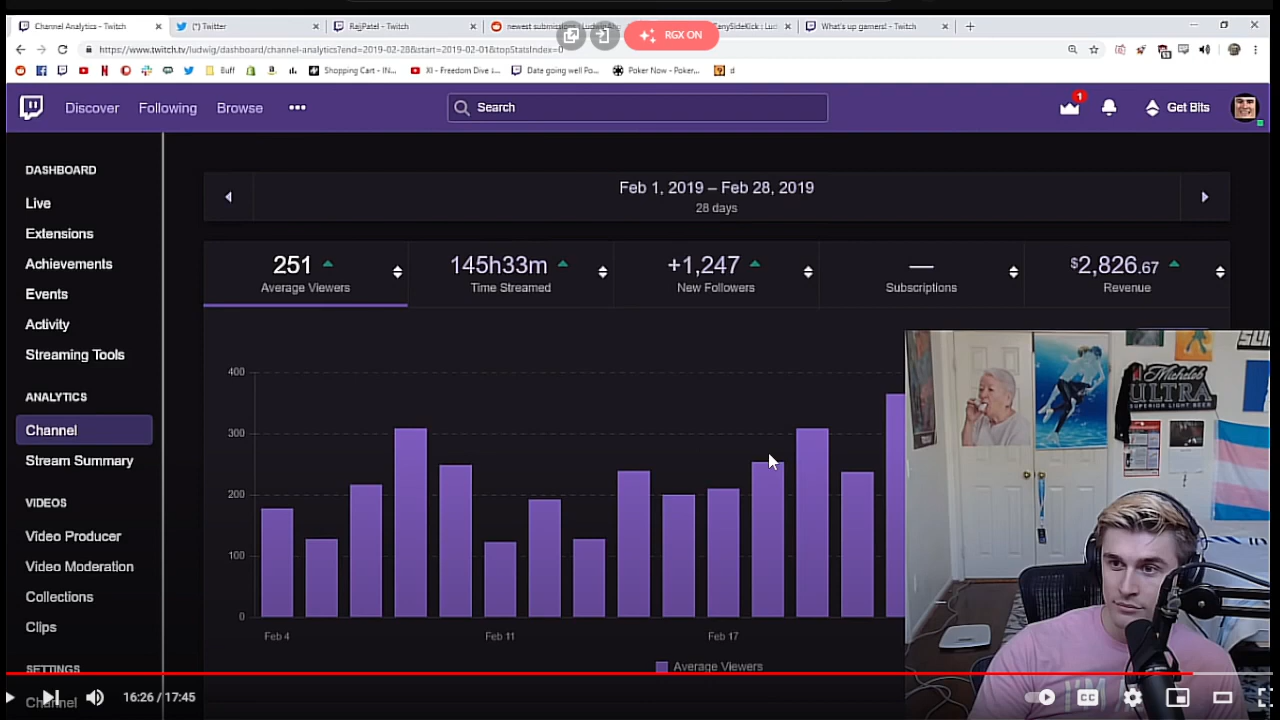 Channel Analytics - Twitch
(*) Twitter
RajjPatel - Twitch
What's up gamers! - Twitch
RGX ON
https://www.twitch.tv/ludwig/dashboard/channel-analytics?end=2019-02-28&start=2019-02-01&topStatsIndex=0
Buff
Shopping Cart - IN...
XI - Freedom Dive ↓...
Date going well Po...
Poker Now - Poker...
d
Discover
Following
Browse
•••
Search
1
Get Bits
DASHBOARD
Live
Extensions
Achievements
Events
Activity
Streaming Tools
ANALYTICS
Channel
Stream Summary
VIDEOS
Video Producer
Video Moderation
Collections
Clips
SETTINGS
Channel
Feb 1, 2019 – Feb 28, 2019
28 days
251
Average Viewers
145h33m
Time Streamed
+1,247
New Followers
—
Subscriptions
$2,826.67
Revenue
400
300
200
100
0
Feb 4
Feb 11
Feb 17
Average Viewers
Michelob
ULTRA
SUPERIOR LIGHT BEER
16:26 / 17:45
CC